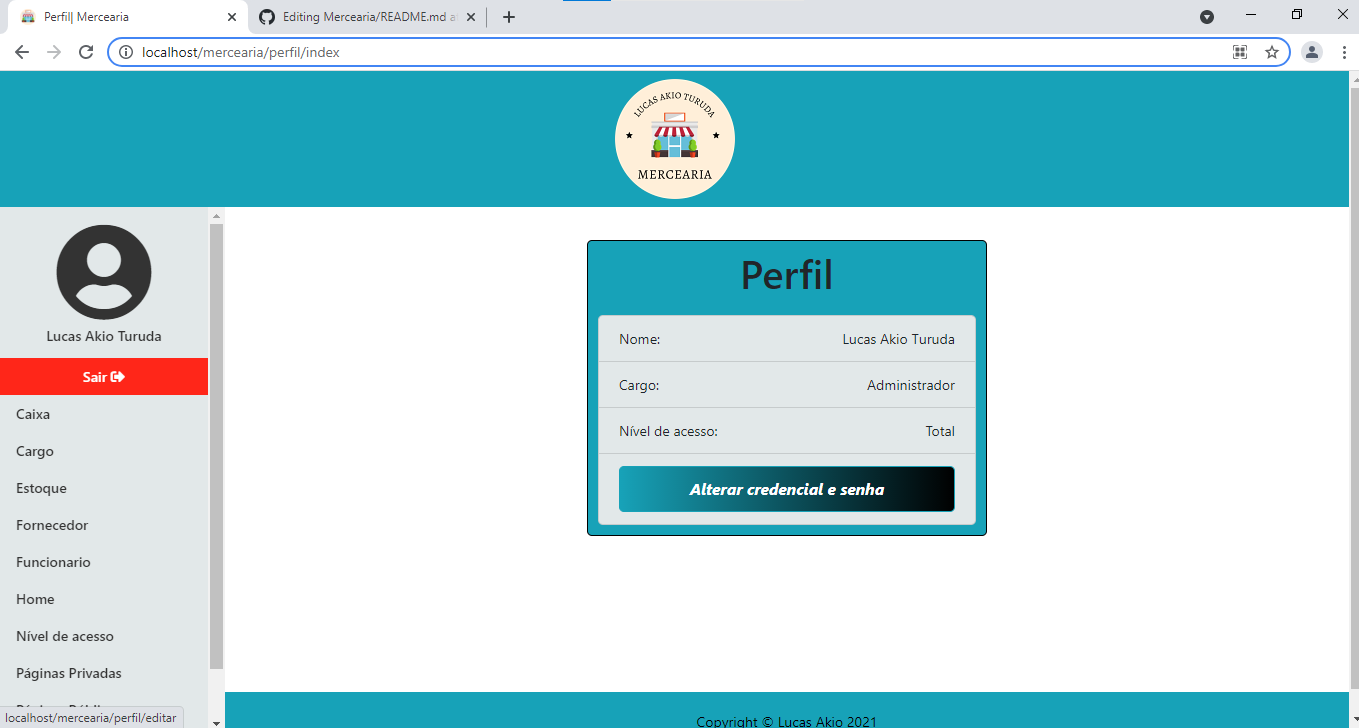 Perfil| Mercearia
Editing Mercearia/README.md a
localhost/mercearia/perfil/index
LUCAS AKIO TURUDA
MERCEARIA
Lucas Akio Turuda
Sair
Caixa
Cargo
Estoque
Fornecedor
Funcionario
Home
Nível de acesso
Páginas Privadas
localhost/mercearia/perfil/editar
Perfil
Nome: Lucas Akio Turuda
Cargo: Administrador
Nível de acesso: Total
Alterar credencial e senha
Copyright © Lucas Akio 2021